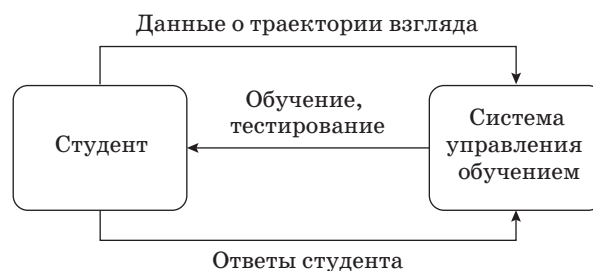 Данные о траектории взгляда
Обучение,
тестирование
Студент
Система
управления
обучением
Ответы студента